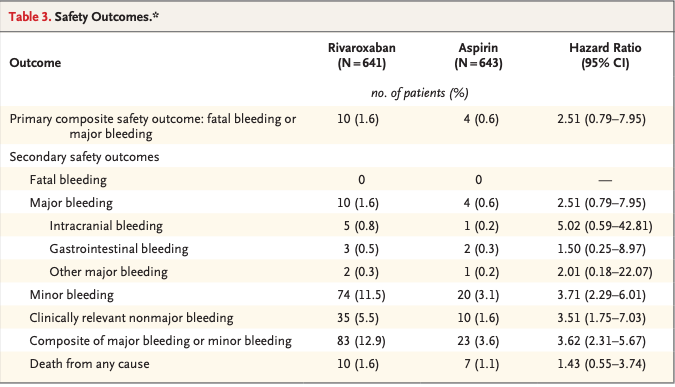 Table 3. Safety Outcomes.*
Outcome Rivaroxaban (N=641) Aspirin (N=643) Hazard Ratio (95% CI)
no. of patients (%)
Primary composite safety outcome: fatal bleeding or major bleeding 10 (1.6) 4 (0.6) 2.51 (0.79–7.95)
Secondary safety outcomes
Fatal bleeding 0 0 —
Major bleeding 10 (1.6) 4 (0.6) 2.51 (0.79–7.95)
Intracranial bleeding 5 (0.8) 1 (0.2) 5.02 (0.59–42.81)
Gastrointestinal bleeding 3 (0.5) 2 (0.3) 1.50 (0.25–8.97)
Other major bleeding 2 (0.3) 1 (0.2) 2.01 (0.18–22.07)
Minor bleeding 74 (11.5) 20 (3.1) 3.71 (2.29–6.01)
Clinically relevant nonmajor bleeding 35 (5.5) 10 (1.6) 3.51 (1.75–7.03)
Composite of major bleeding or minor bleeding 83 (12.9) 23 (3.6) 3.62 (2.31–5.67)
Death from any cause 10 (1.6) 7 (1.1) 1.43 (0.55–3.74)